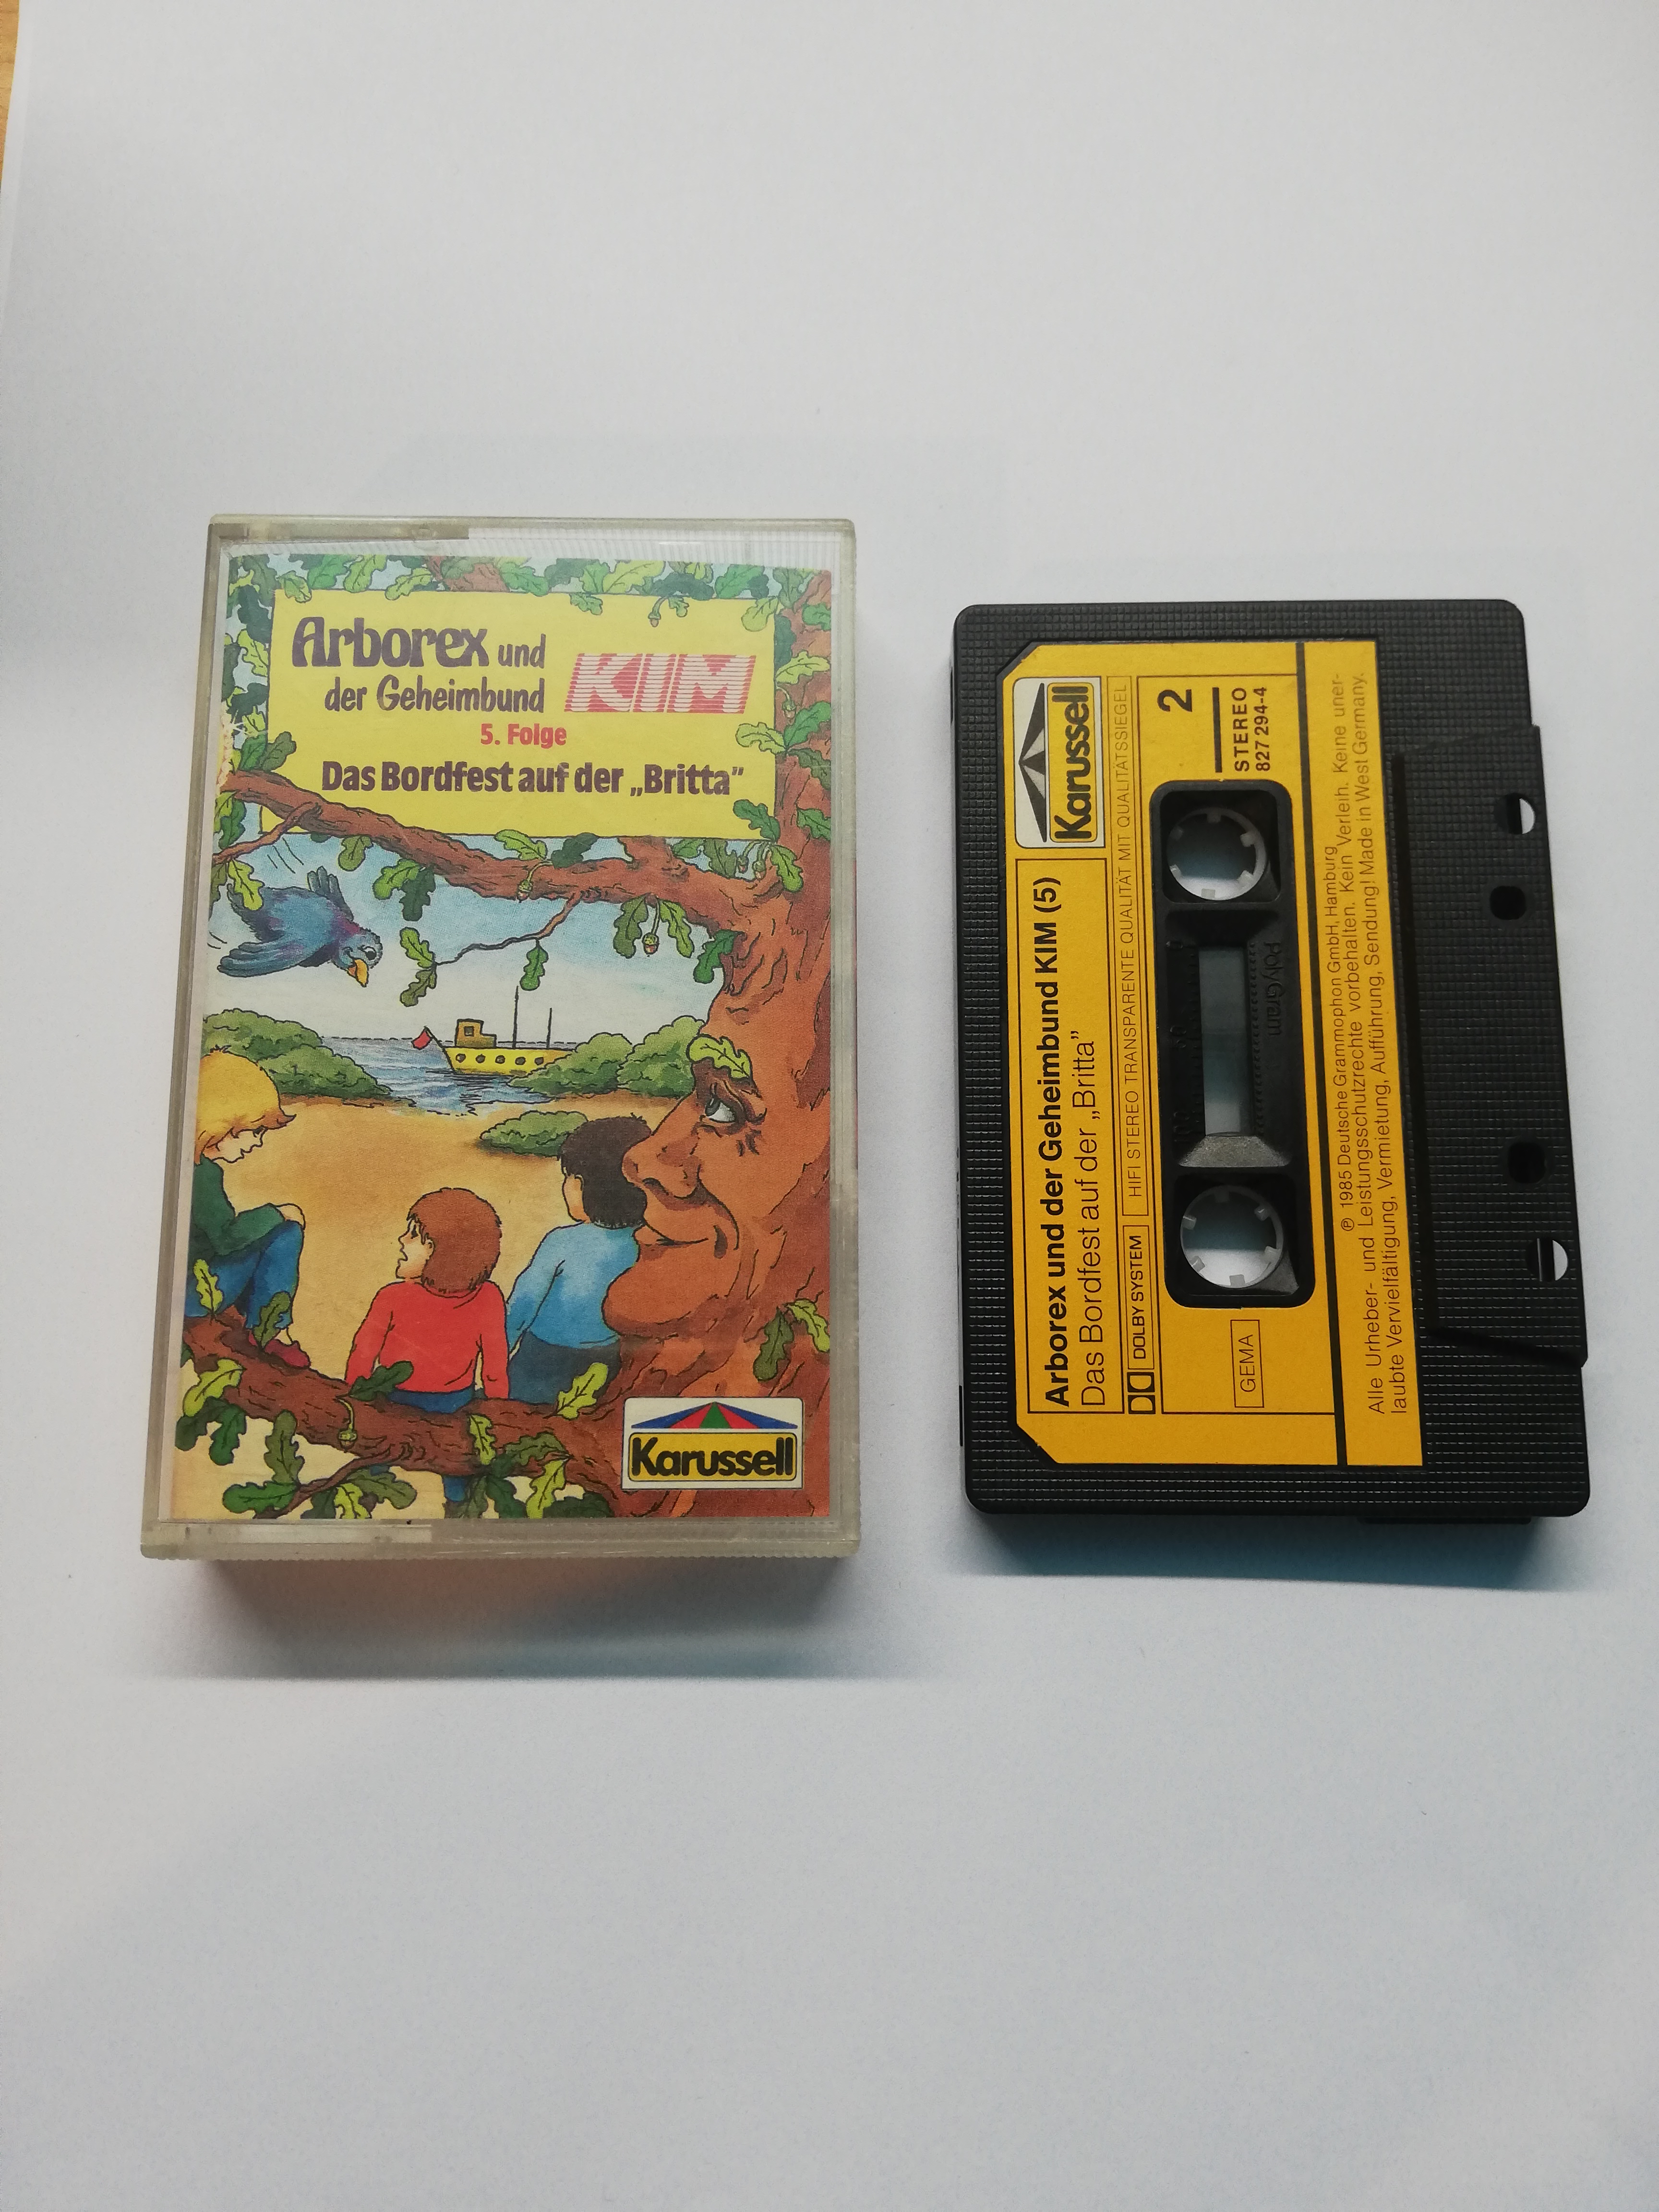 Arborex und
der Geheimbund KIM
5. Folge
Das Bordfest auf der „Britta"
Karussell
Karussell
Arborex und der Geheimbund KIM (5)
Das Bordfest auf der „Britta"
DOLBY SYSTEM
HIFI STEREO TRANSPARENTE QUALITÄT MIT QUALITÄTSSIEGEL
2
STEREO
827 294-4
GEMA
PolyGram
℗ 1985 Deutsche Grammophon GmbH, Hamburg
Alle Urheber- und Leistungsschutzrechte vorbehalten. Kein Verleih. Keine uner-
laubte Vervielfältigung, Vermietung, Aufführung, Sendung! Made in West Germany.